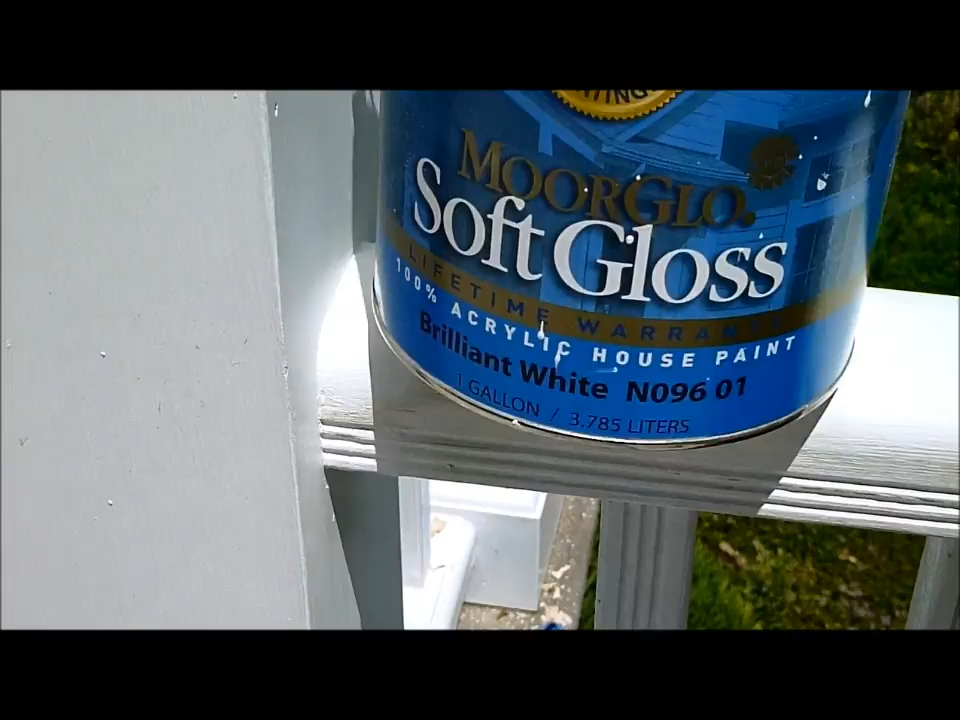 MOORGLO.
Soft Gloss
LIFETIME WARRANTY
100% ACRYLIC HOUSE PAINT
Brilliant White N096 01
1 GALLON / 3.785 LITERS